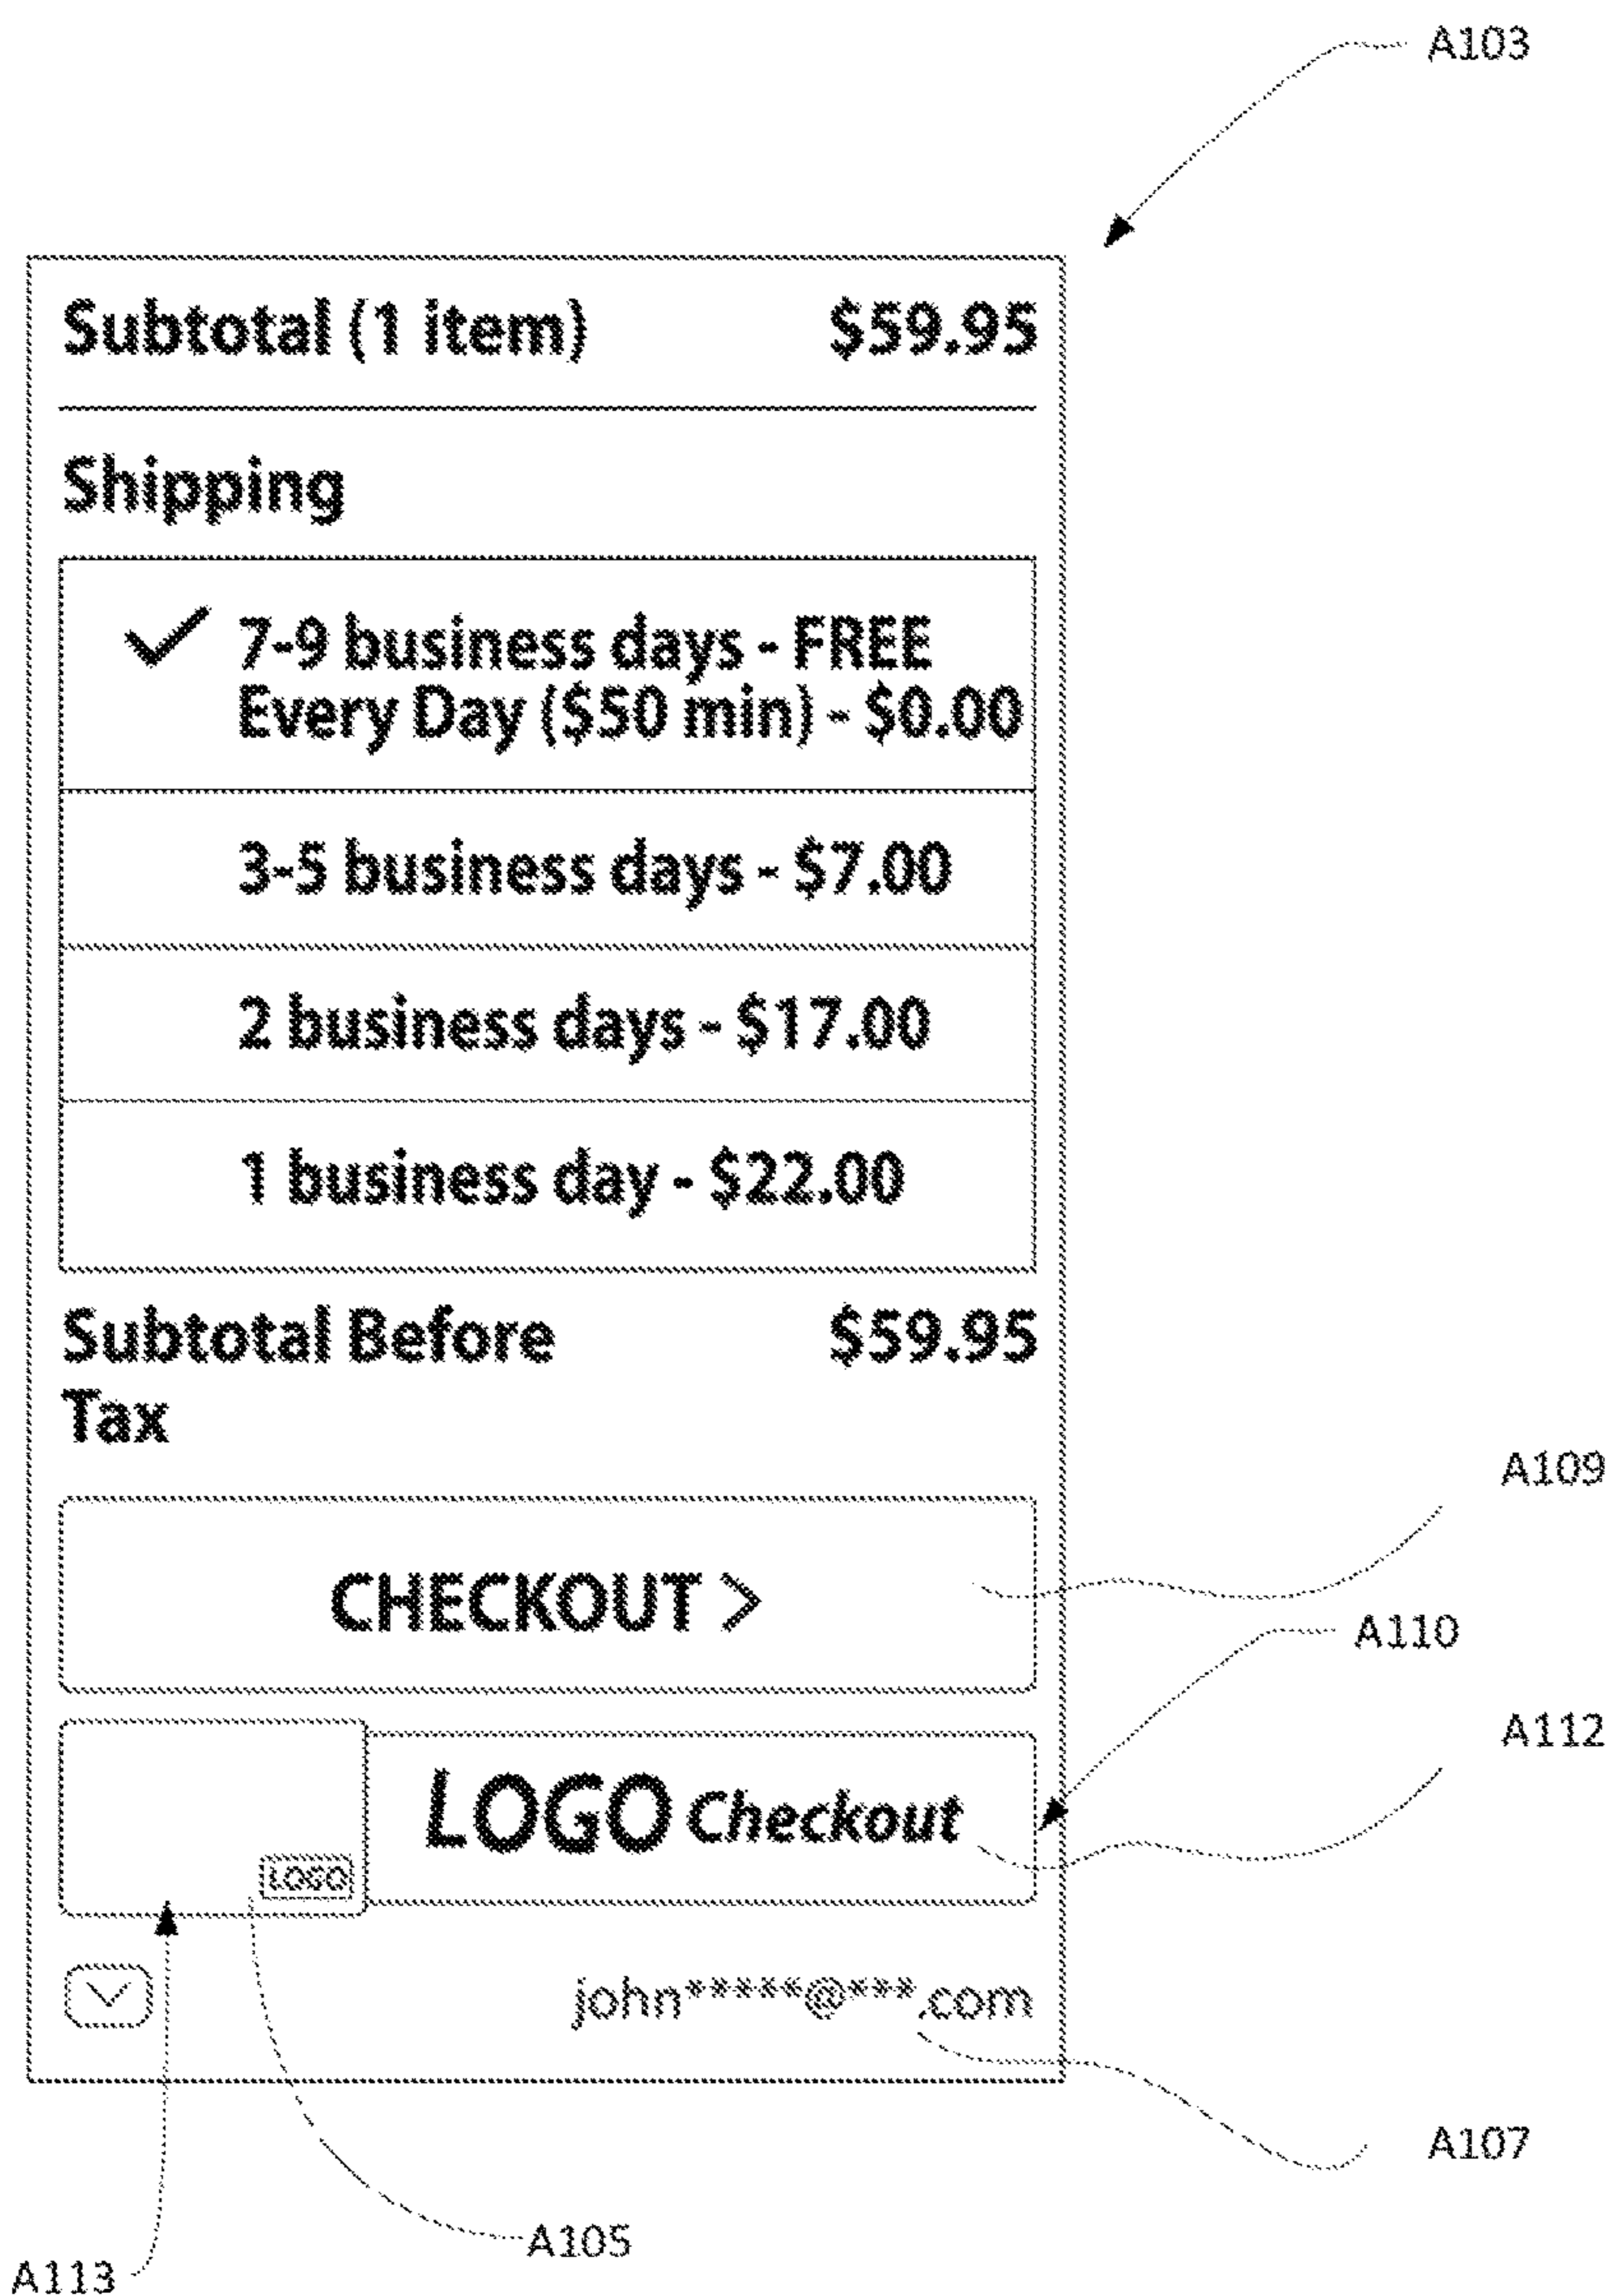 A103
Subtotal (1 item) $59.95
Shipping
7-9 business days - FREE
Every Day ($50 min) - $0.00
3-5 business days - $7.00
2 business days - $17.00
1 business day - $22.00
Subtotal Before $59.95
Tax
A109
CHECKOUT >
A110
A112
LOGO Checkout
LOGO
john*****@***.com
A107
A105
A113